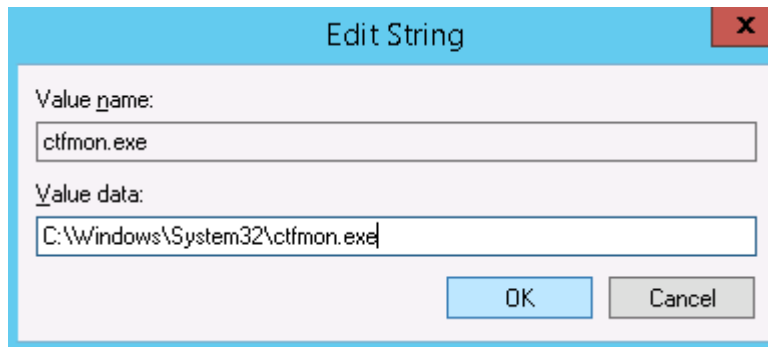 Edit String
x
Value name:
ctfmon.exe
Value data:
C:\Windows\System32\ctfmon.exe
OK Cancel